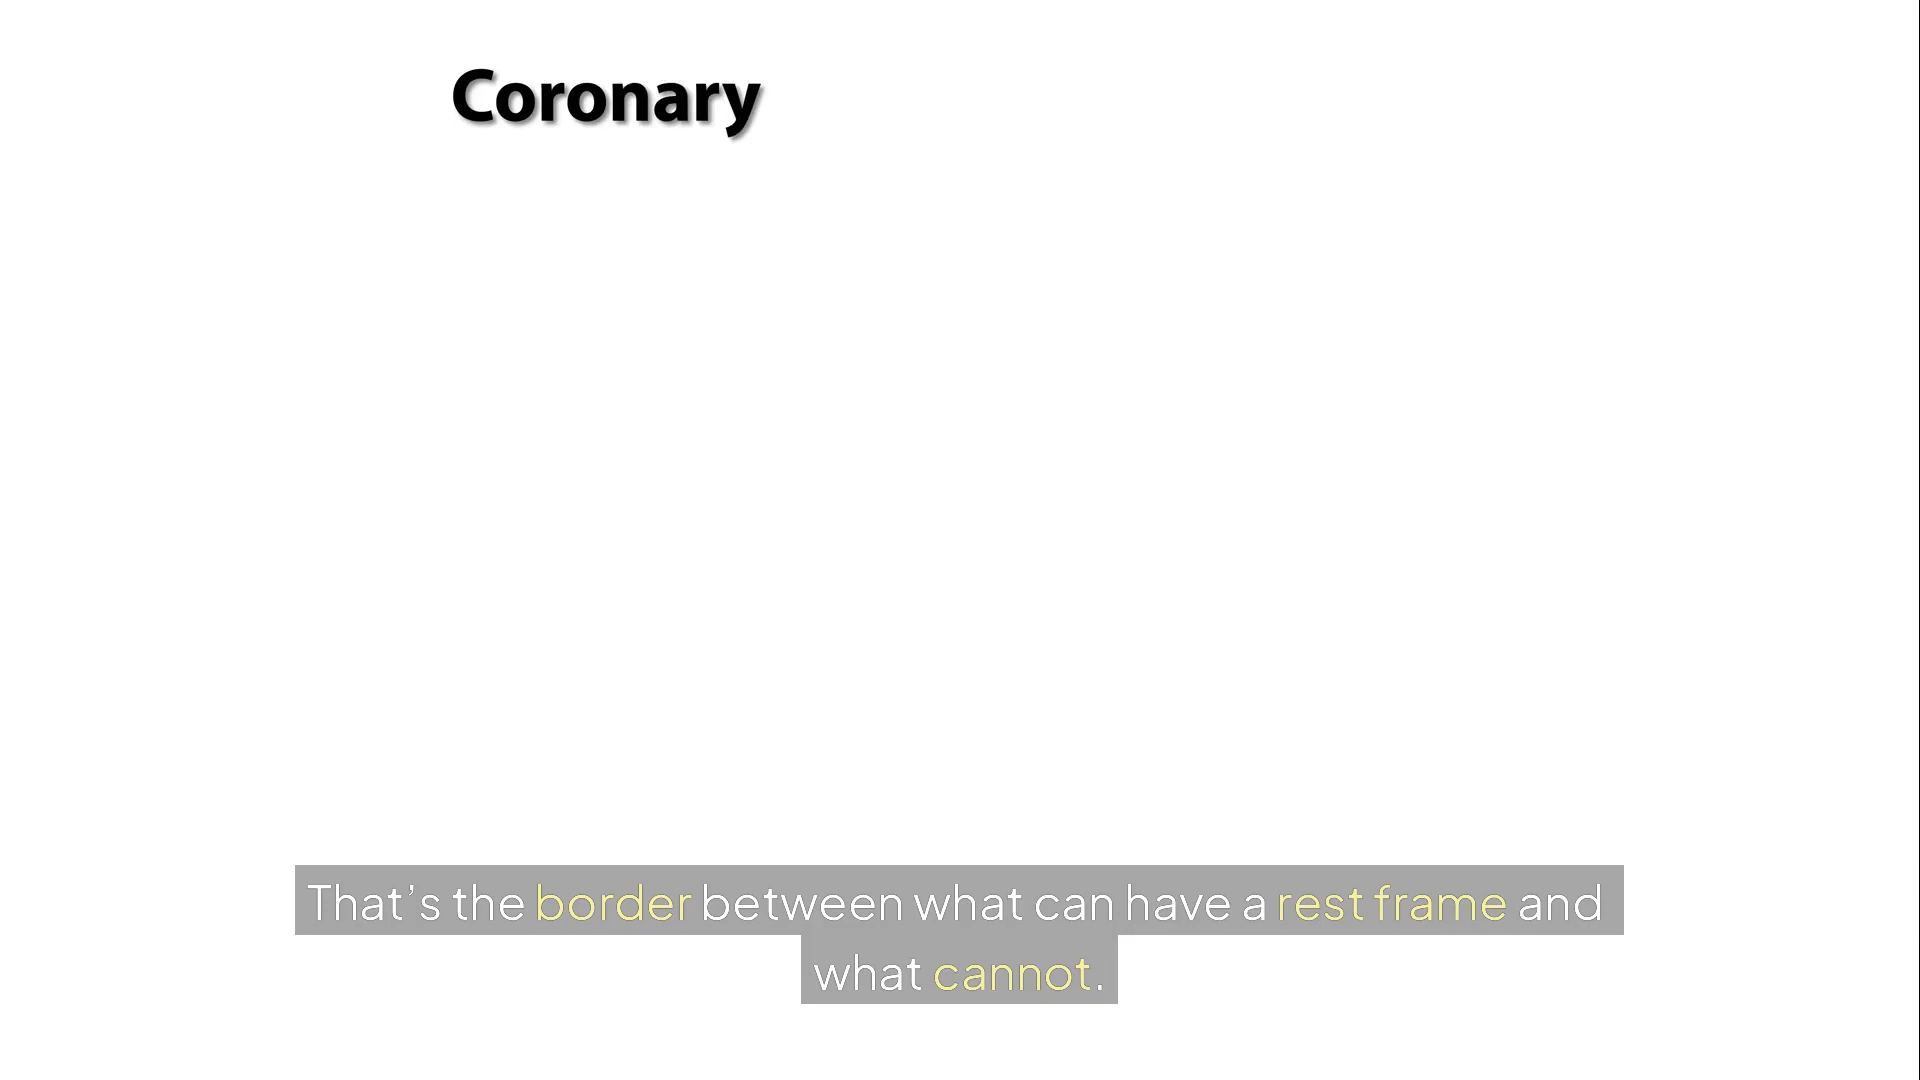 Coronary
That’s the border between what can have a rest frame and
what cannot.